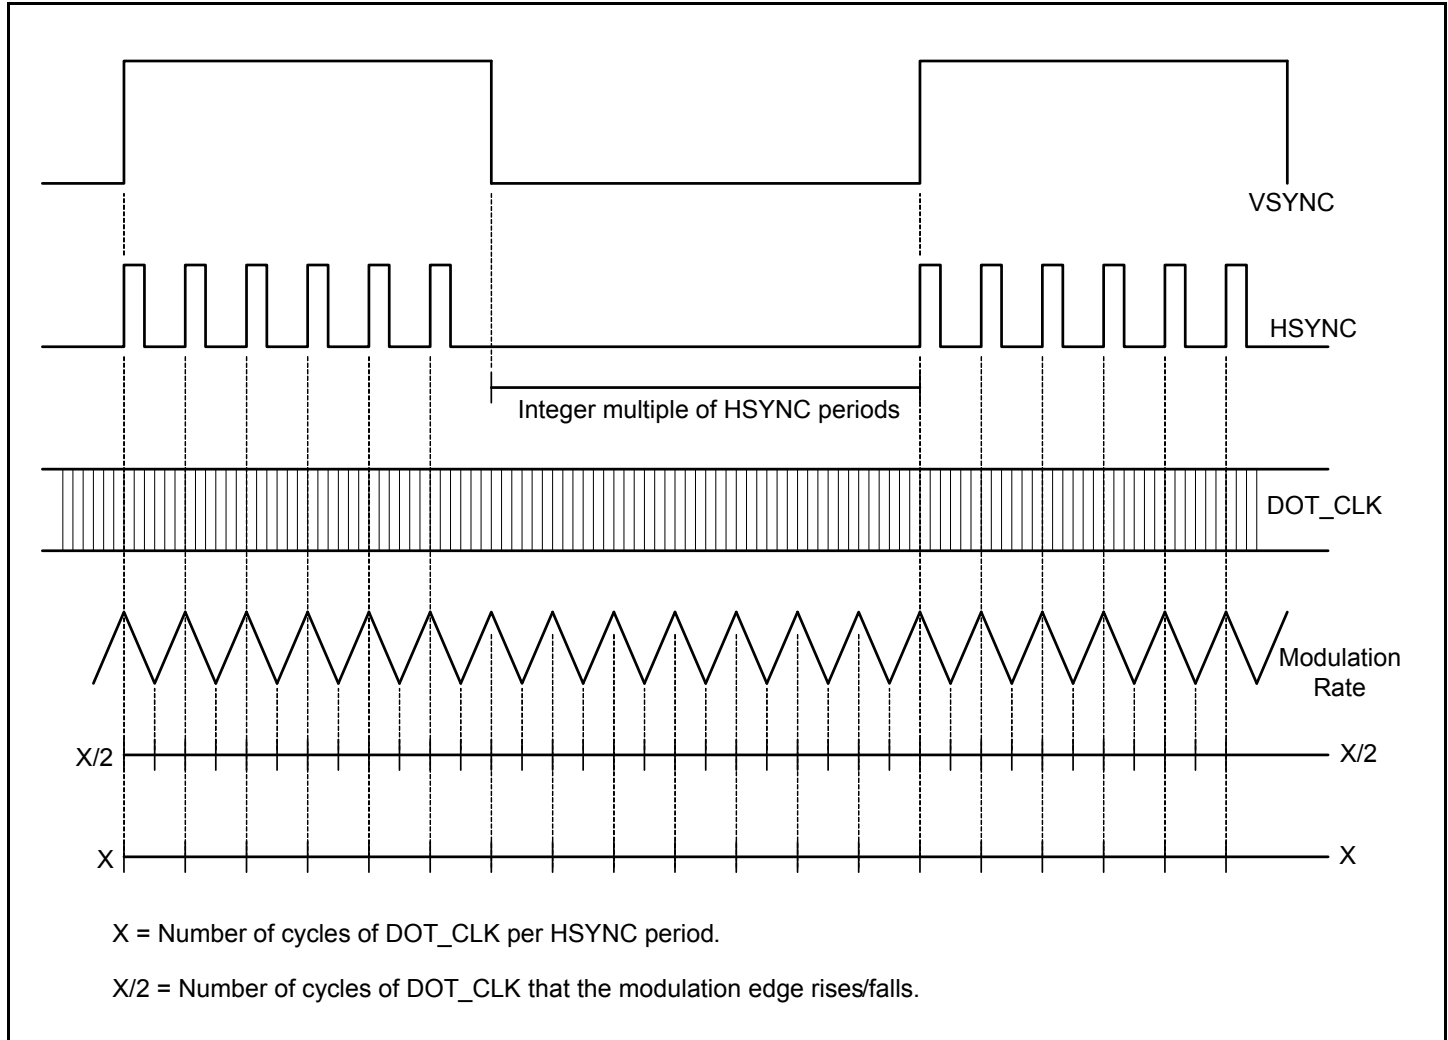 VSYNC
HSYNC
Integer multiple of HSYNC periods
DOT_CLK
Modulation
Rate
X/2
X/2
X
X
X = Number of cycles of DOT_CLK per HSYNC period.
X/2 = Number of cycles of DOT_CLK that the modulation edge rises/falls.